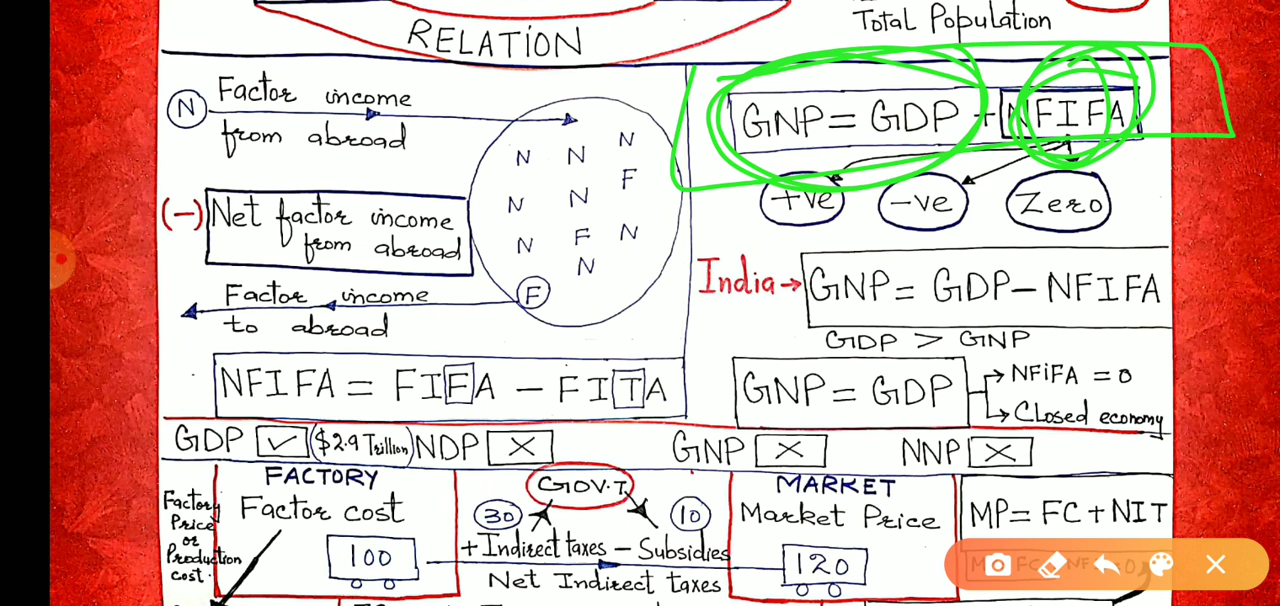 RELATION
Total Population
N
Factor income
from abroad
(-) Net factor income
from abroad
Factor income
to abroad
N N N
F
N N
N F N
N
F
NFIFA = FIFA - FITA
GNP = GDP + NFIFA
+ve -ve Zero
India → GNP = GDP - NFIFA
GDP > GNP
GNP = GDP
NFiFA = 0
Closed economy
GDP ✓ ($2.9 Trillion) NDP X GNP X NNP X
Factory
Price
or
Production
cost.
FACTORY
Factor cost
100
GOV.T
30 10
+ Indirect taxes - Subsidies
Net Indirect taxes
MARKET
Market Price
120
MP = FC + NIT